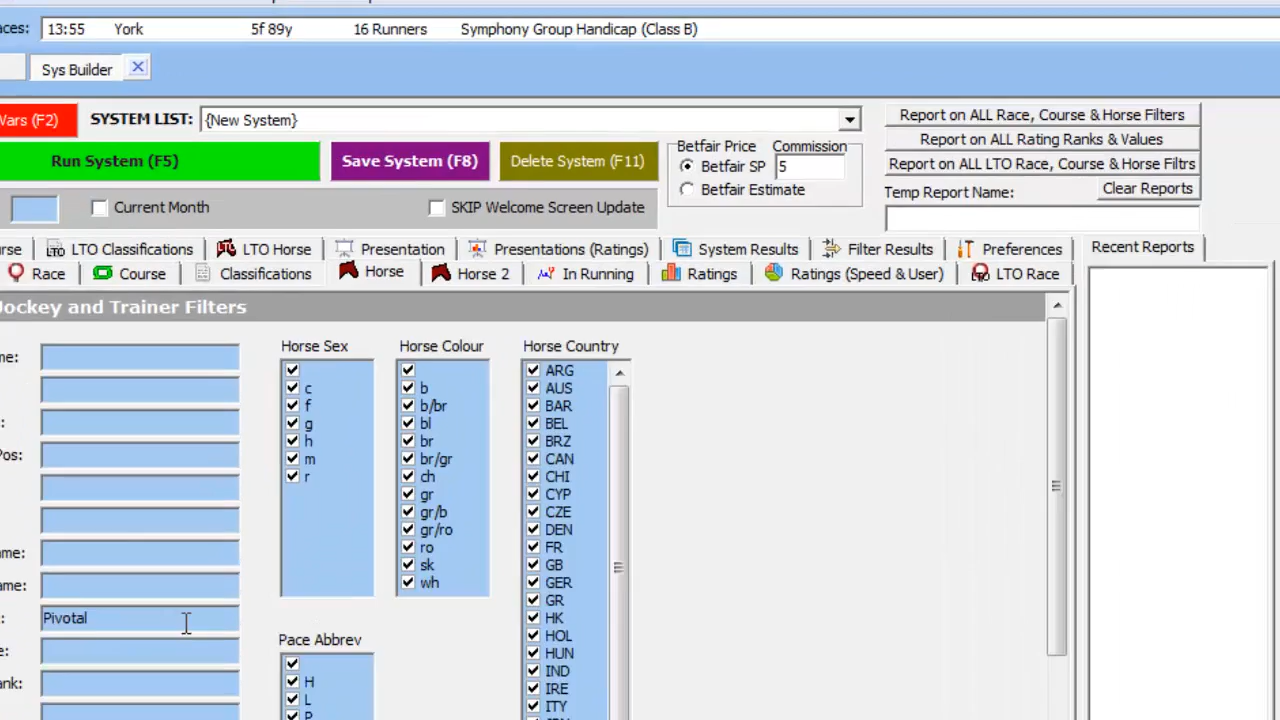 aces: 13:55 York 5f 89y 16 Runners Symphony Group Handicap (Class B)
Sys Builder
Wars (F2) SYSTEM LIST: {New System} Report on ALL Race, Course & Horse Filters
Report on ALL Rating Ranks & Values
Run System (F5) Save System (F8) Delete System (F11) Betfair Price Commission
Betfair SP 5
Betfair Estimate
Report on ALL LTO Race, Course & Horse Filtrs
Temp Report Name: Clear Reports
Current Month SKIP Welcome Screen Update
rse LTO Classifications LTO Horse Presentation Presentations (Ratings) System Results Filter Results Preferences Recent Reports
Race Course Classifications Horse Horse 2 In Running Ratings Ratings (Speed & User) LTO Race
Jockey and Trainer Filters
Horse Sex Horse Colour Horse Country
me:
:
Pos:
ame:
ame:
: Pivotal
e:
ank:
c
f
g
h
m
r
b
b/br
bl
br
br/gr
ch
gr
gr/b
gr/ro
ro
sk
wh
ARG
AUS
BAR
BEL
BRZ
CAN
CHI
CYP
CZE
DEN
FR
GB
GER
GR
HK
HOL
HUN
IND
IRE
ITY
Pace Abbrev
H
L
P